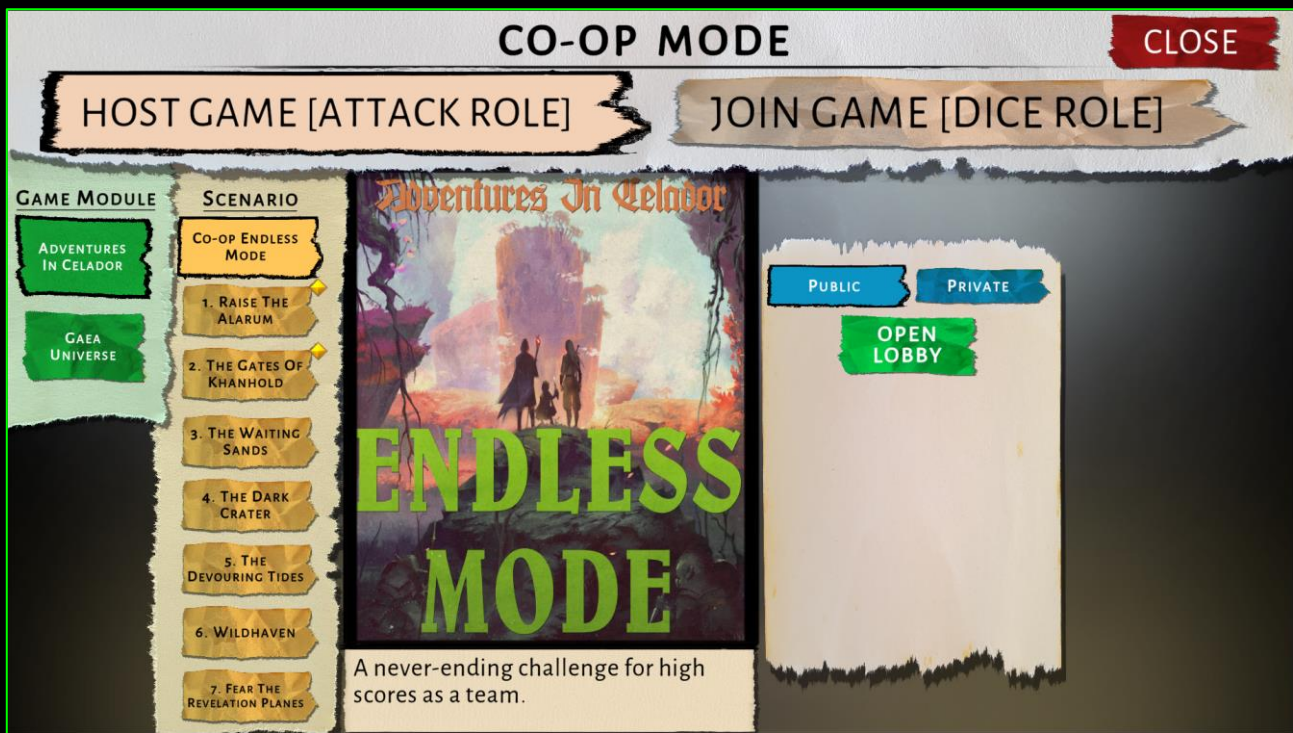 CO-OP MODE
CLOSE
HOST GAME [ATTACK ROLE]
JOIN GAME [DICE ROLE]
GAME MODULE
ADVENTURES
IN CELADOR
GAEA
UNIVERSE
SCENARIO
CO-OP ENDLESS
MODE
1. RAISE THE
ALARUM
2. THE GATES OF
KHANHOLD
3. THE WAITING
SANDS
4. THE DARK
CRATER
5. THE
DEVOURING TIDES
6. WILDHAVEN
7. FEAR THE
REVELATION PLANES
Adventures In Celador
ENDLESS
MODE
A never-ending challenge for high
scores as a team.
PUBLIC
PRIVATE
OPEN
LOBBY